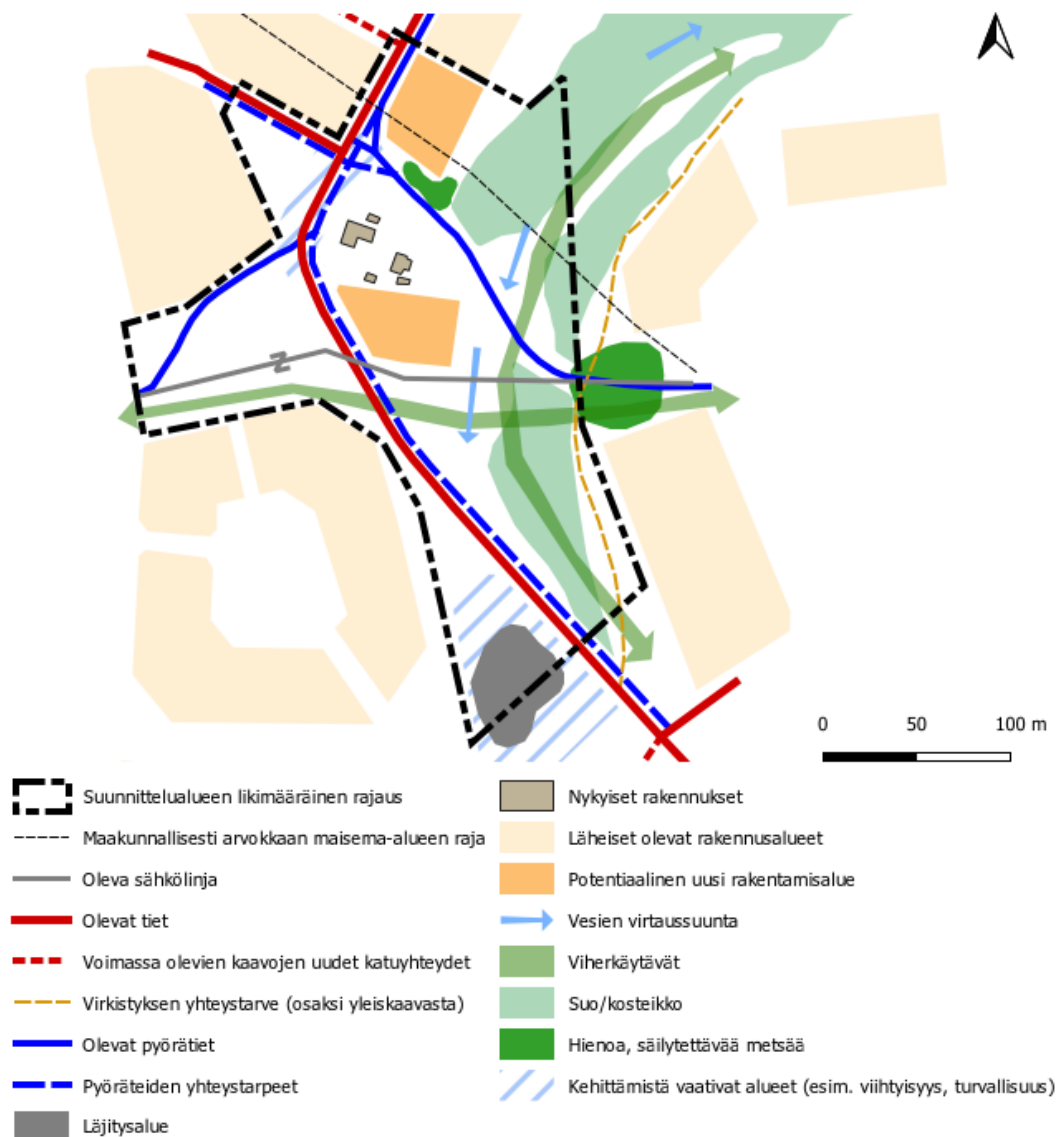 0 50 100 m
Suunnittelualueen likimääräinen rajaus
Maakunnallisesti arvokkaan maisema-alueen raja
Oleva sähkölinja
Olevat tiet
Voimassa olevien kaavojen uudet katuyhteydet
Virkistyksen yhteystarve (osaksi yleiskaavasta)
Olevat pyörätiet
Pyöräteiden yhteystarpeet
Läjitysalue
Nykyiset rakennukset
Läheiset olevat rakennusalueet
Potentiaalinen uusi rakentamisalue
Vesien virtaussuunta
Viherkäytävät
Suo/kosteikko
Hienoa, säilytettävää metsää
Kehittämistä vaativat alueet (esim. viihtyisyys, turvallisuus)